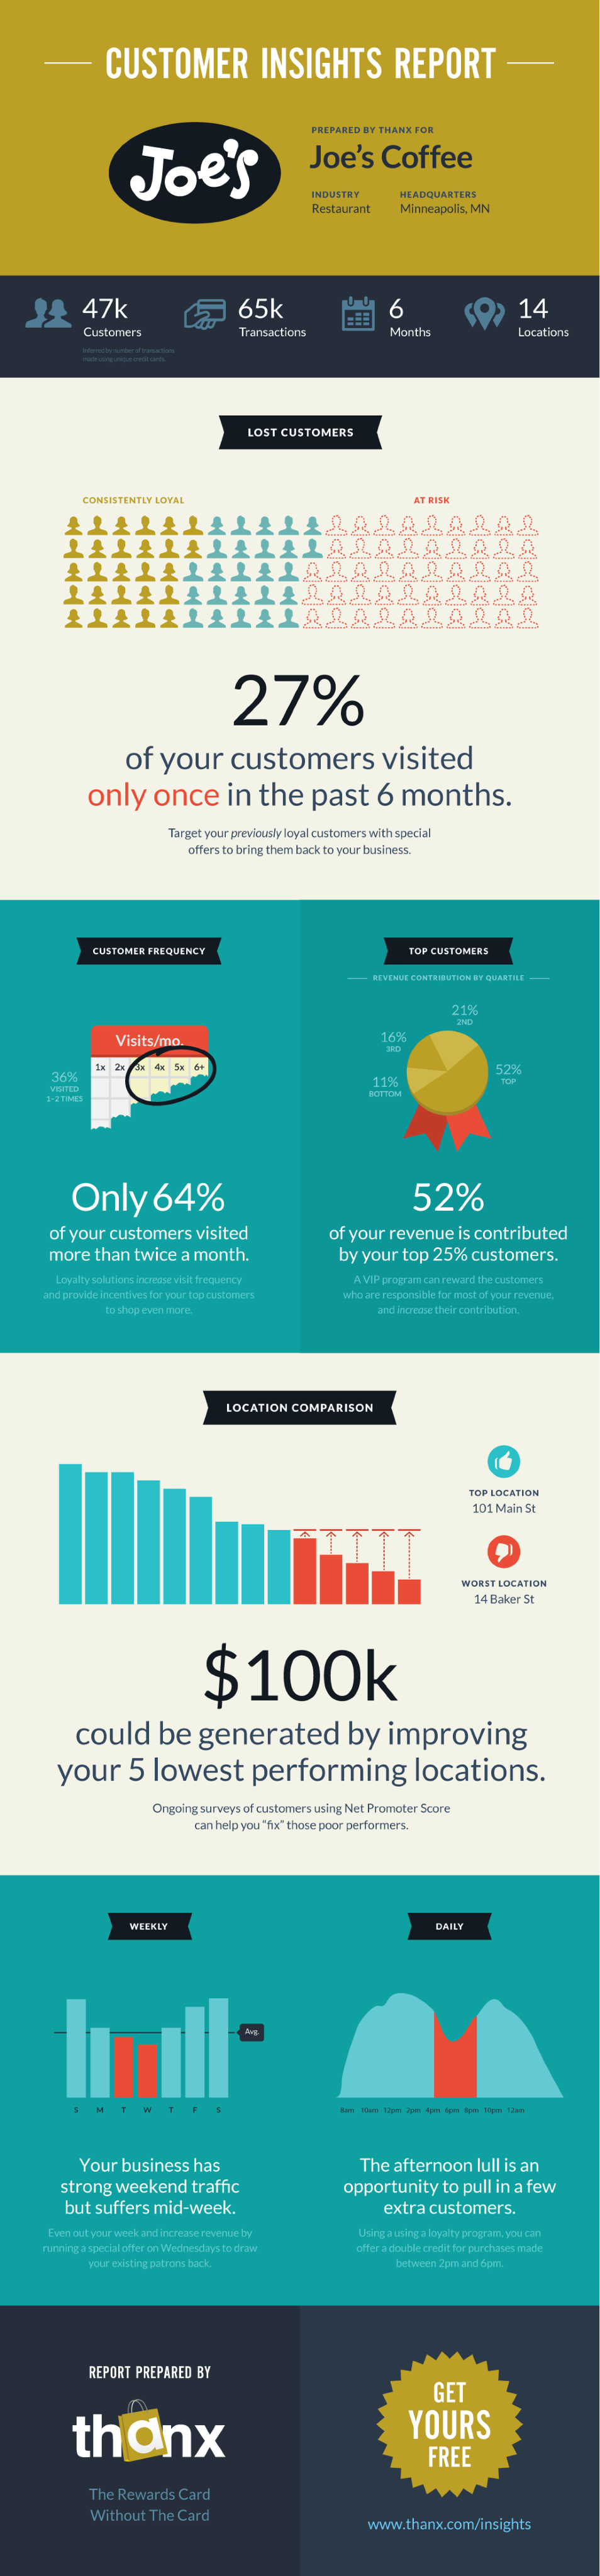 CUSTOMER INSIGHTS REPORT
Joe's
PREPARED BY THANX FOR
Joe's Coffee
INDUSTRY
Restaurant
HEADQUARTERS
Minneapolis, MN
47k
Customers
Inferred by number of transactions
made using unique credit cards.
65k
Transactions
6
Months
14
Locations
LOST CUSTOMERS
CONSISTENTLY LOYAL
AT RISK
27%
of your customers visited
only once in the past 6 months.
Target your previously loyal customers with special
offers to bring them back to your business.
CUSTOMER FREQUENCY
Visits/mo.
1x 2x 3x 4x 5x 6+
36%
VISITED
1-2 TIMES
Only 64%
of your customers visited
more than twice a month.
Loyalty solutions increase visit frequency
and provide incentives for your top customers
to shop even more.
TOP CUSTOMERS
REVENUE CONTRIBUTION BY QUARTILE
21%
2ND
16%
3RD
52%
TOP
11%
BOTTOM
52%
of your revenue is contributed
by your top 25% customers.
A VIP program can reward the customers
who are responsible for most of your revenue,
and increase their contribution.
LOCATION COMPARISON
TOP LOCATION
101 Main St
WORST LOCATION
14 Baker St
$100k
could be generated by improving
your 5 lowest performing locations.
Ongoing surveys of customers using Net Promoter Score
can help you "fix" those poor performers.
WEEKLY
Avg.
S M T W T F S
Your business has
strong weekend traffic
but suffers mid-week.
Even out your week and increase revenue by
running a special offer on Wednesdays to draw
your existing patrons back.
DAILY
8am 10am 12pm 2pm 4pm 6pm 8pm 10pm 12am
The afternoon lull is an
opportunity to pull in a few
extra customers.
Using a using a loyalty program, you can
offer a double credit for purchases made
between 2pm and 6pm.
REPORT PREPARED BY
thanx
The Rewards Card
Without The Card
GET
YOURS
FREE
www.thanx.com/insights